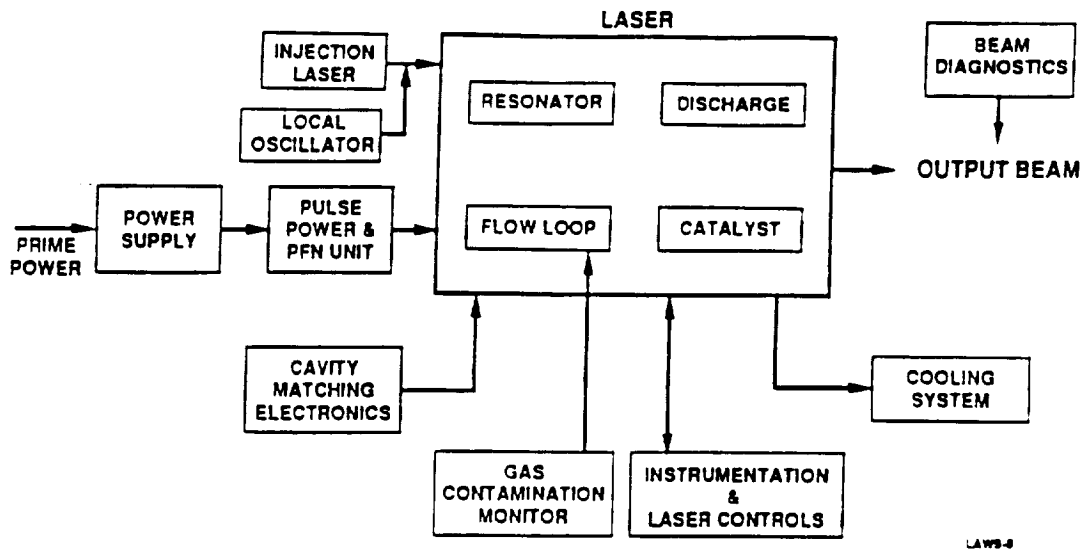 LASER
INJECTION
LASER
LOCAL
OSCILLATOR
RESONATOR
DISCHARGE
BEAM
DIAGNOSTICS
OUTPUT BEAM
PRIME
POWER
POWER
SUPPLY
PULSE
POWER &
PFN UNIT
FLOW LOOP
CATALYST
CAVITY
MATCHING
ELECTRONICS
GAS
CONTAMINATION
MONITOR
INSTRUMENTATION
&
LASER CONTROLS
COOLING
SYSTEM